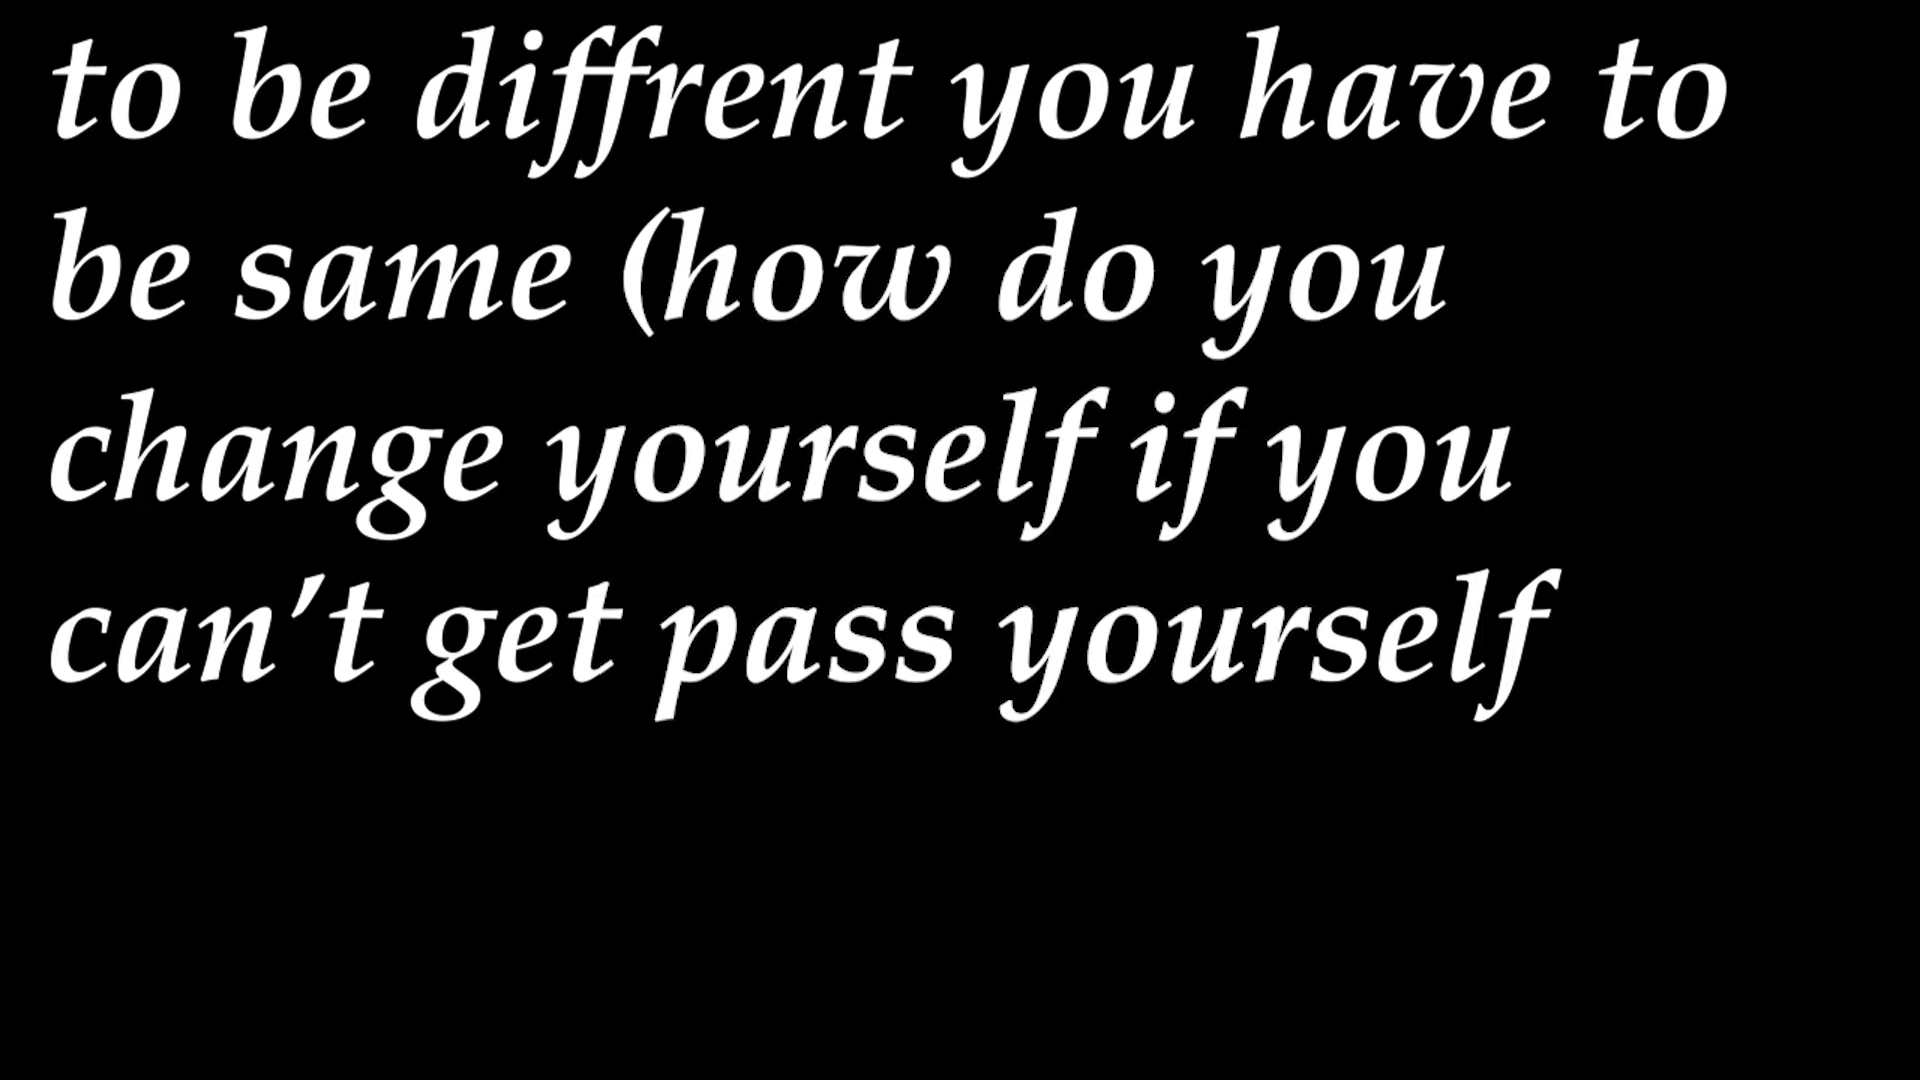 to be diffrent you have to
be same (how do you
change yourself if you
can’t get pass yourself